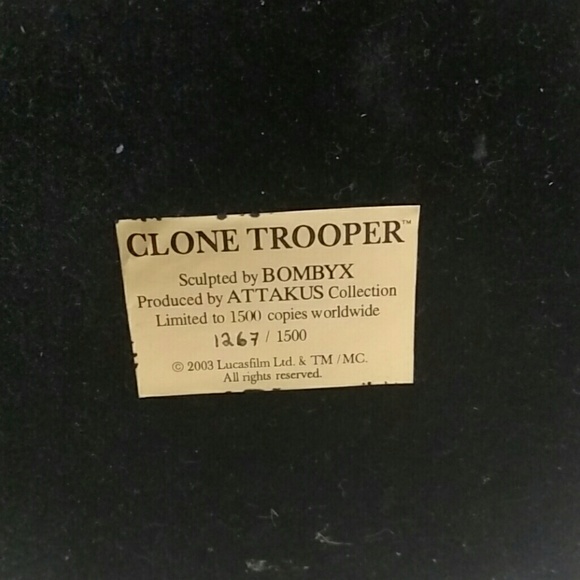 CLONE TROOPER™
Sculpted by BOMBYX
Produced by ATTAKUS Collection
Limited to 1500 copies worldwide
1267 / 1500
© 2003 Lucasfilm Ltd. & TM / MC.
All rights reserved.